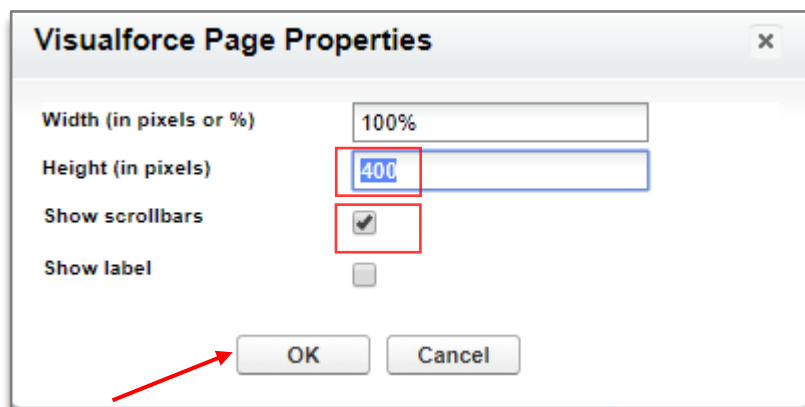 Visualforce Page Properties
Width (in pixels or %) 100%
Height (in pixels) 400
Show scrollbars
Show label
OK Cancel